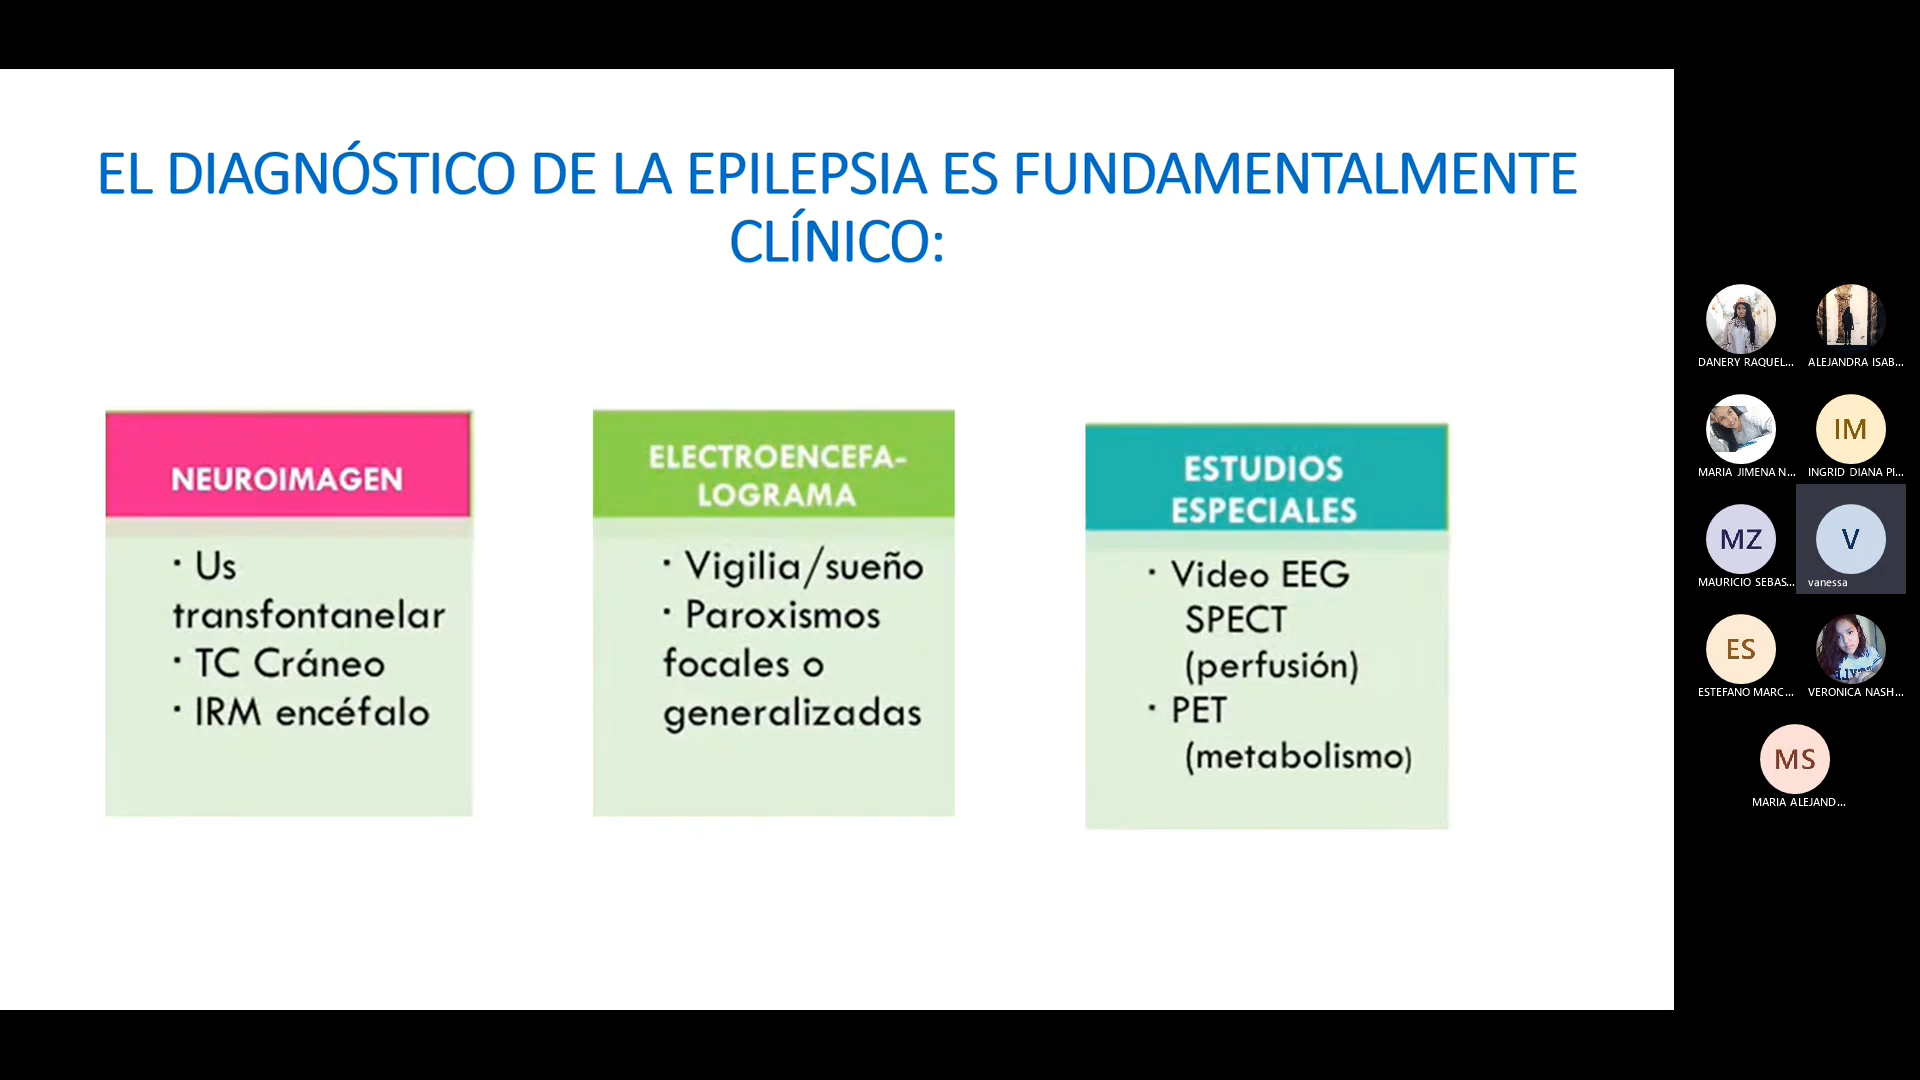 EL DIAGNÓSTICO DE LA EPILEPSIA ES FUNDAMENTALMENTE
CLÍNICO:
NEUROIMAGEN
· Us
transfontanelar
· TC Cráneo
· IRM encéfalo
ELECTROENCEFA-
LOGRAMA
· Vigilia/sueño
· Paroxismos
focales o
generalizadas
ESTUDIOS
ESPECIALES
· Video EEG
SPECT
(perfusión)
· PET
(metabolismo)
DANERY RAQUEL...
ALEJANDRA ISAB...
MARIA JIMENA N...
IM
INGRID DIANA PI...
MZ
MAURICIO SEBAS...
V
vanessa
ES
ESTEFANO MARC...
VERONICA NASH...
MS
MARIA ALEJAND...